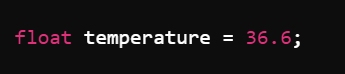 float temperature = 36.6;